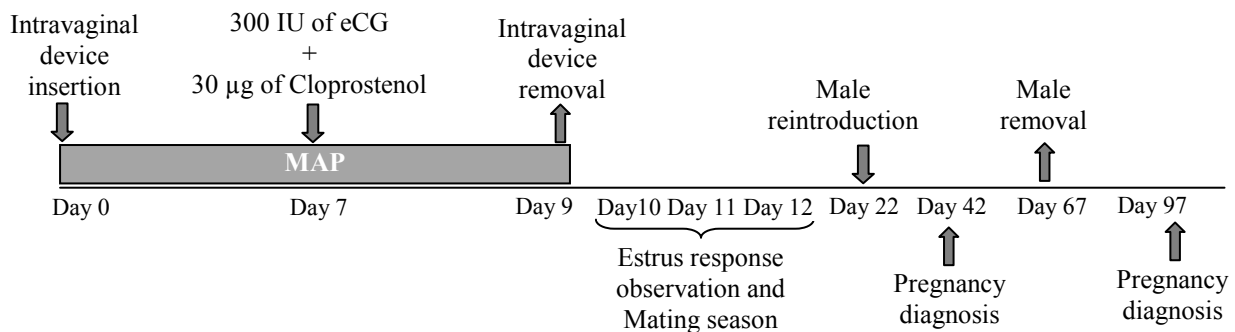 Intravaginal
device
insertion
300 IU of eCG
+
30 µg of Cloprostenol
Intravaginal
device
removal
Male
reintroduction
Male
removal
MAP
Day 0
Day 7
Day 9
Day10
Day 11
Day 12
Day 22
Day 42
Day 67
Day 97
Estrus response
observation and
Mating season
Pregnancy
diagnosis
Pregnancy
diagnosis